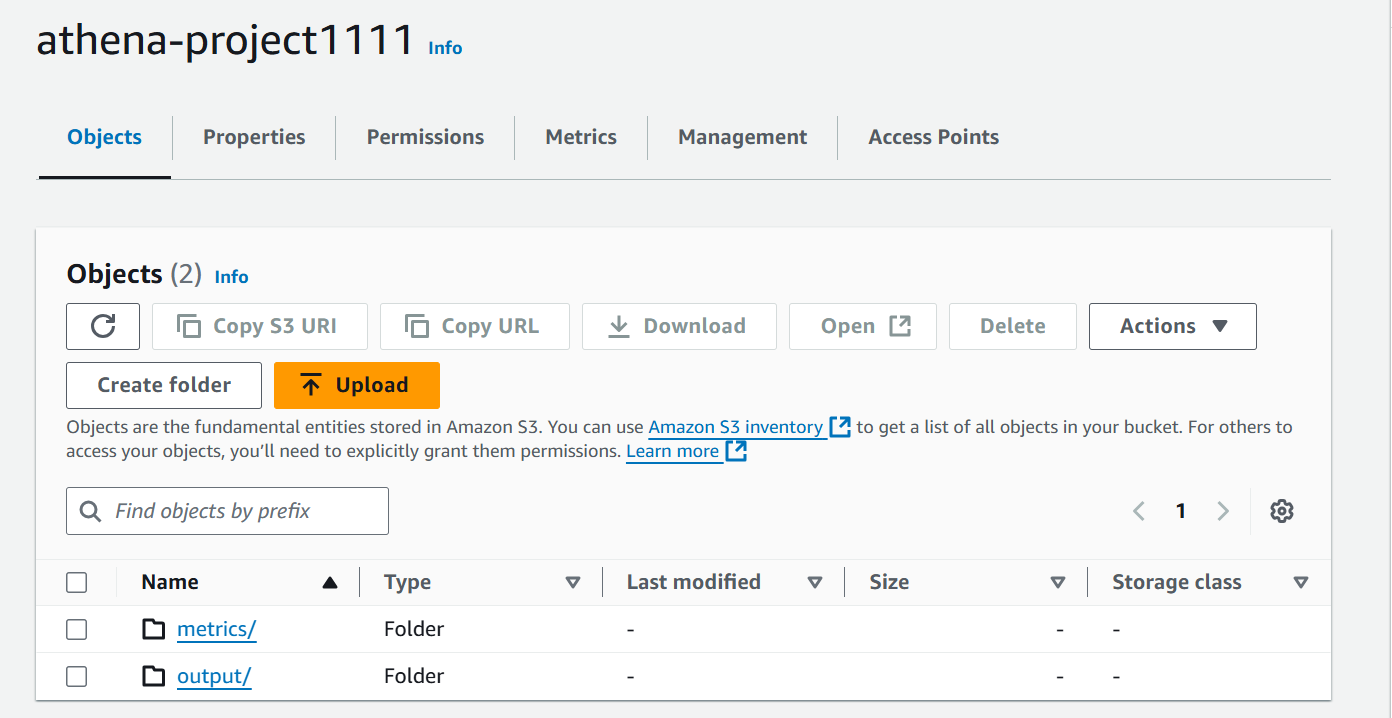 athena-project1111 Info
Objects Properties Permissions Metrics Management Access Points
Objects (2) Info
Copy S3 URI Copy URL Download Open Delete Actions
Create folder Upload
Objects are the fundamental entities stored in Amazon S3. You can use Amazon S3 inventory to get a list of all objects in your bucket. For others to
access your objects, you’ll need to explicitly grant them permissions. Learn more
Find objects by prefix 1
Name Type Last modified Size Storage class
metrics/ Folder - - -
output/ Folder - - -